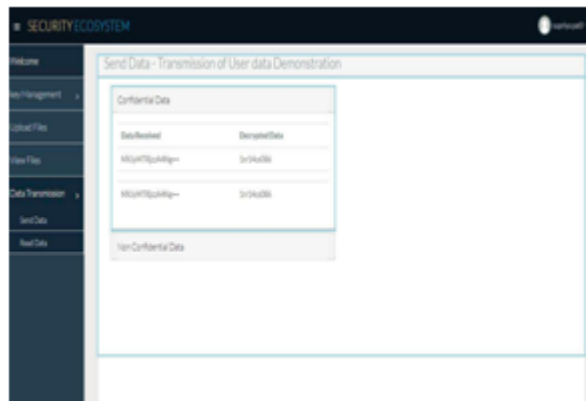 SECURITY ECOSYSTEM
Welcome
Key Management
Upload Files
View Files
Data Transmission
Send Data
Read Data
Send Data - Transmission of User data Demonstration
Confidential Data
Data Received Decrypted Data
Non Confidential Data